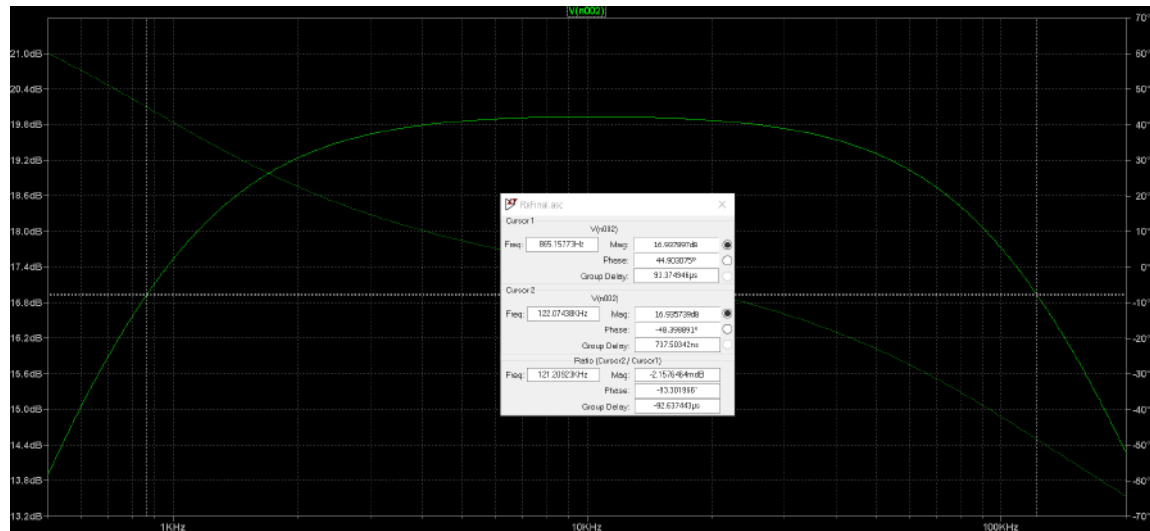 V(n002)
21.0dB
20.4dB
19.8dB
19.2dB
18.6dB
18.0dB
17.4dB
16.8dB
16.2dB
15.6dB
15.0dB
14.4dB
13.8dB
13.2dB
70°
60°
50°
40°
30°
20°
10°
0°
-10°
-20°
-30°
-40°
-50°
-60°
-70°
1KHz 10KHz 100KHz
RxFinal.asc
Cursor 1
V(n002)
Freq: 865.15773Hz Mag: 16.937897dB
Phase: 44.903075°
Group Delay: 93.374946µs
Cursor 2
V(n002)
Freq: 122.07438KHz Mag: 16.935739dB
Phase: -48.398891°
Group Delay: 737.50342ns
Ratio (Cursor2 / Cursor1)
Freq: 121.20923KHz Mag: -2.1576464mdB
Phase: -93.301966°
Group Delay: -92.637443µs